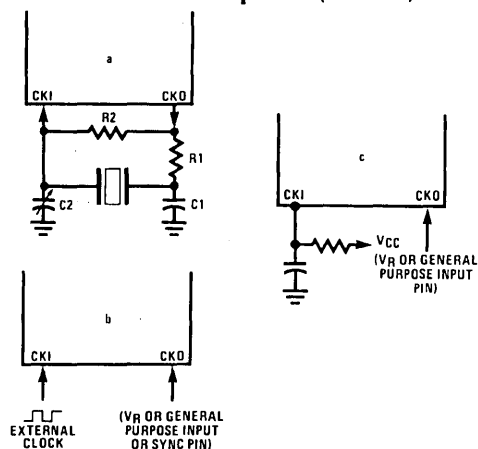 a
CKI
CKO
R2
R1
C2
C1
c
CKI
CKO
VCC
(VR OR GENERAL
PURPOSE INPUT
PIN)
b
CKI
CKO
EXTERNAL
CLOCK
(VR OR GENERAL
PURPOSE INPUT
OR SYNC PIN)